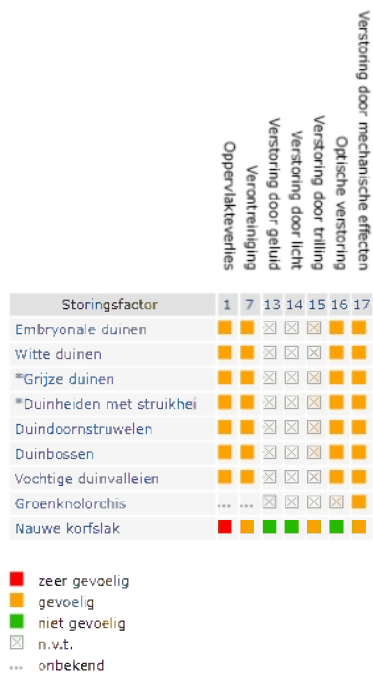 Oppervlakteverlies
Verontreiniging
Verstoring door geluid
Verstoring door licht
Verstoring door trilling
Optische verstoring
Verstoring door mechanische effecten
Storingsfactor 1 7 13 14 15 16 17
Embryonale duinen
Witte duinen
*Grijze duinen
*Duinheiden met struikhei
Duindoornstruwelen
Duinbossen
Vochtige duinvalleien
Groenknolorchis ... ...
Nauwe korfslak
zeer gevoelig
gevoelig
niet gevoelig
n.v.t.
... onbekend